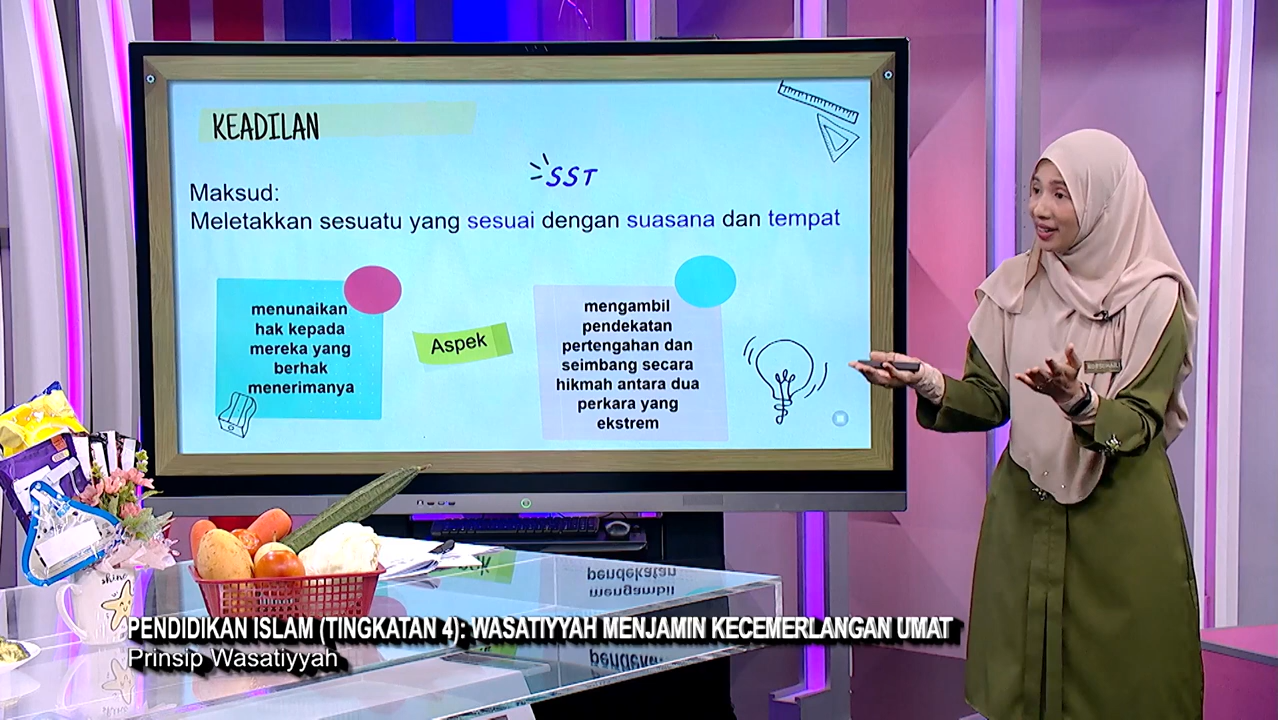 KEADILAN
SST
Maksud:
Meletakkan sesuatu yang sesuai dengan suasana dan tempat
menunaikan
hak kepada
mereka yang
berhak
menerimanya
Aspek
mengambil
pendekatan
pertengahan dan
seimbang secara
hikmah antara dua
perkara yang
ekstrem
shine
PENDIDIKAN ISLAM (TINGKATAN 4): WASATIYYAH MENJAMIN KECEMERLANGAN UMAT
Prinsip Wasatiyyah